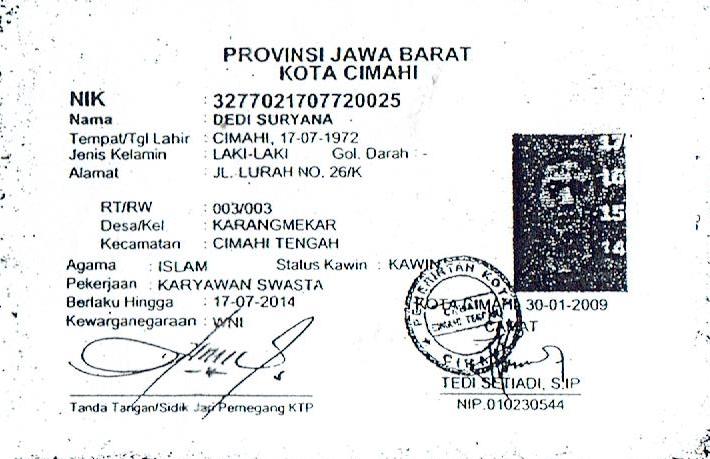 PROVINSI JAWA BARAT
KOTA CIMAHI
NIK : 3277021707720025
Nama : DEDI SURYANA
Tempat/Tgl Lahir : CIMAHI, 17-07-1972
Jenis Kelamin : LAKI-LAKI Gol. Darah : -
Alamat : JL. LURAH NO. 26/K
RT/RW : 003/003
Desa/Kel : KARANGMEKAR
Kecamatan : CIMAHI TENGAH
Agama : ISLAM Status Kawin : KAWIN
Pekerjaan : KARYAWAN SWASTA
Berlaku Hingga : 17-07-2014
Kewarganegaraan : WNI
17
16
15
14
KOTA CIMAHI, 30-01-2009
CAMAT
PEMERINTAH KOTA
CAMAT
CIMAHI TENGAH
CIMAHI
TEDI SETIADI, S.IP
NIP.010230544
Tanda Tangan/Sidik Jari Pemegang KTP